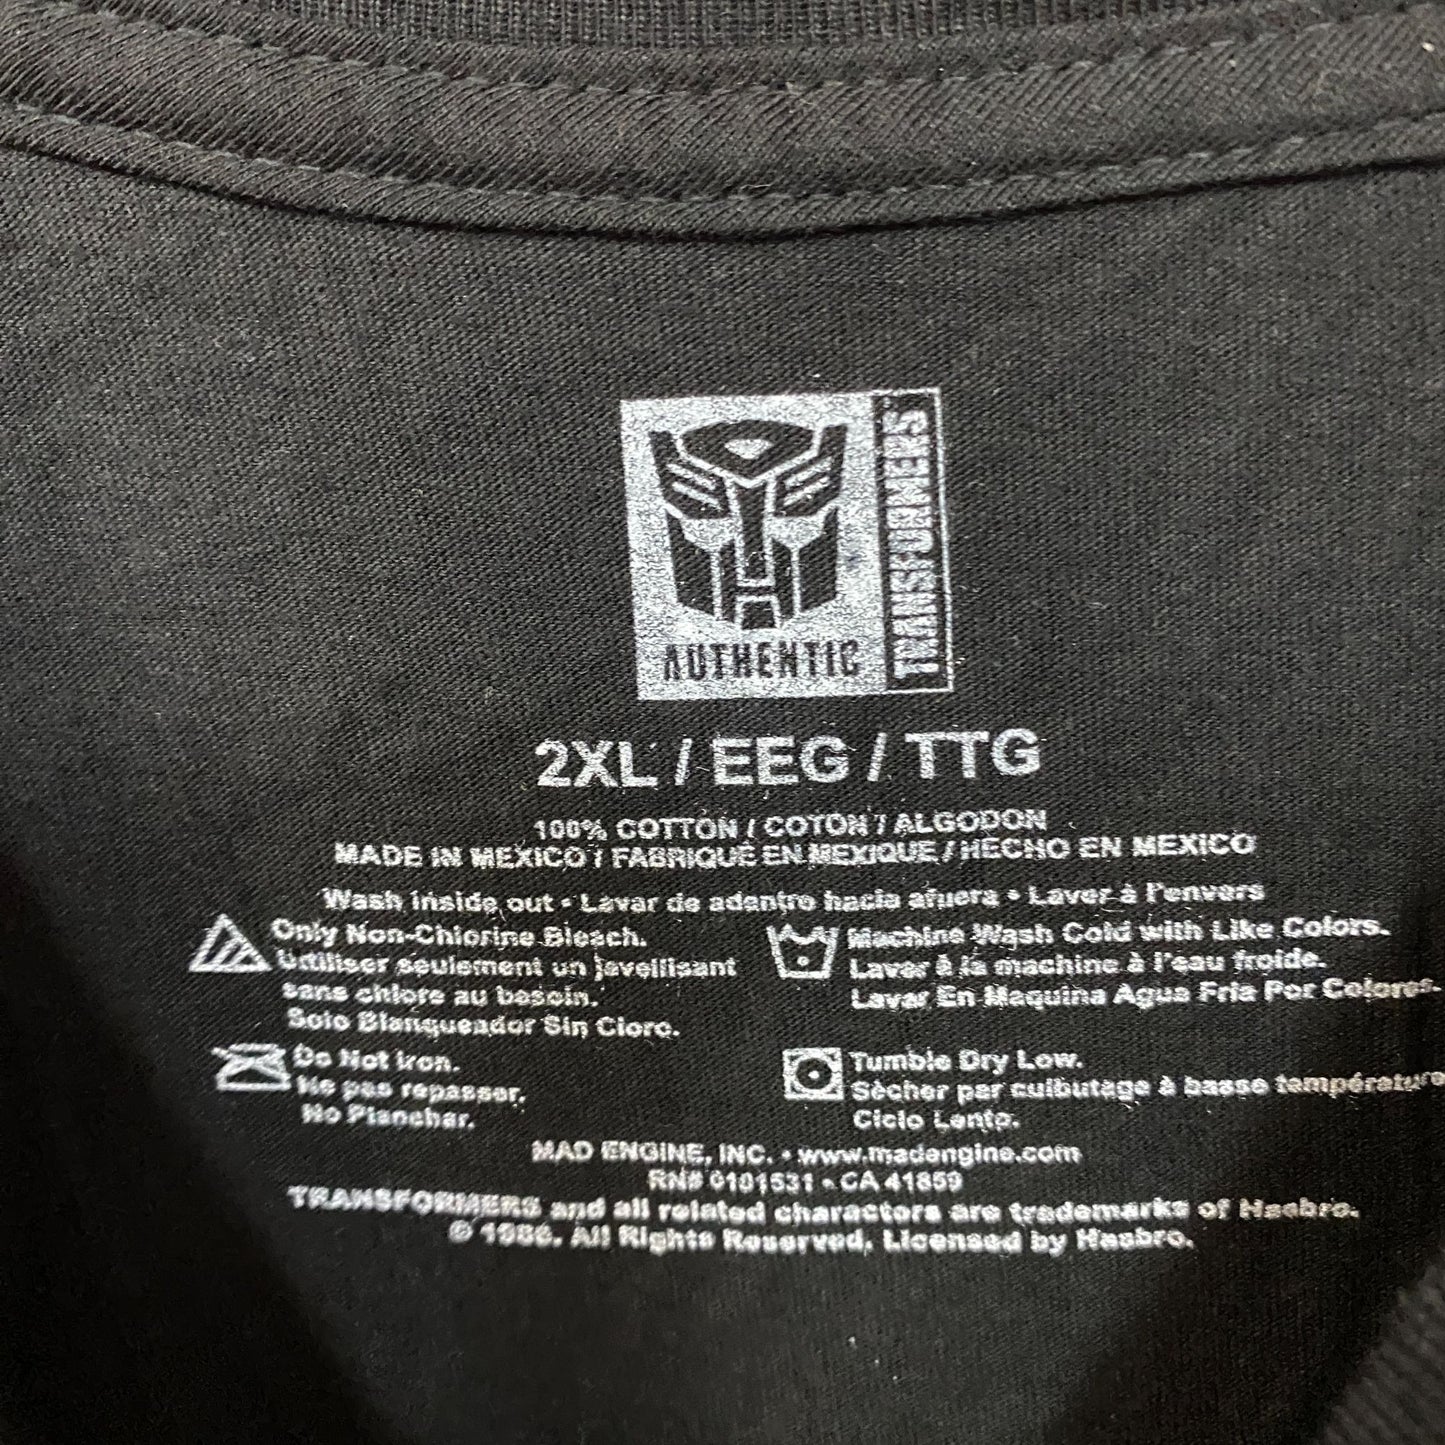 TRANSFORMERS
AUTHENTIC
2XL / EEG / TTG
100% COTTON / COTON / ALGODON
MADE IN MEXICO / FABRIQUÉ EN MEXIQUE / HECHO EN MEXICO
Wash inside out • Lavar de adentro hacia afuera • Laver à l'envers
Only Non-Chlorine Bleach.
Utiliser seulement un javellisant
sans chlore au besoin.
Solo Blanqueador Sin Cloro.
Machine Wash Cold with Like Colors.
Laver à la machine à l'eau froide.
Lavar En Maquina Agua Fria Por Colores.
Do Not Iron.
Ne pas repasser.
No Planchar.
Tumble Dry Low.
Sècher par culbutage à basse température
Ciclo Lento.
MAD ENGINE, INC. • www.madengine.com
RN# 0101531 • CA 41859
TRANSFORMERS and all related characters are trademarks of Hasbro.
© 1986. All Rights Reserved. Licensed by Hasbro.